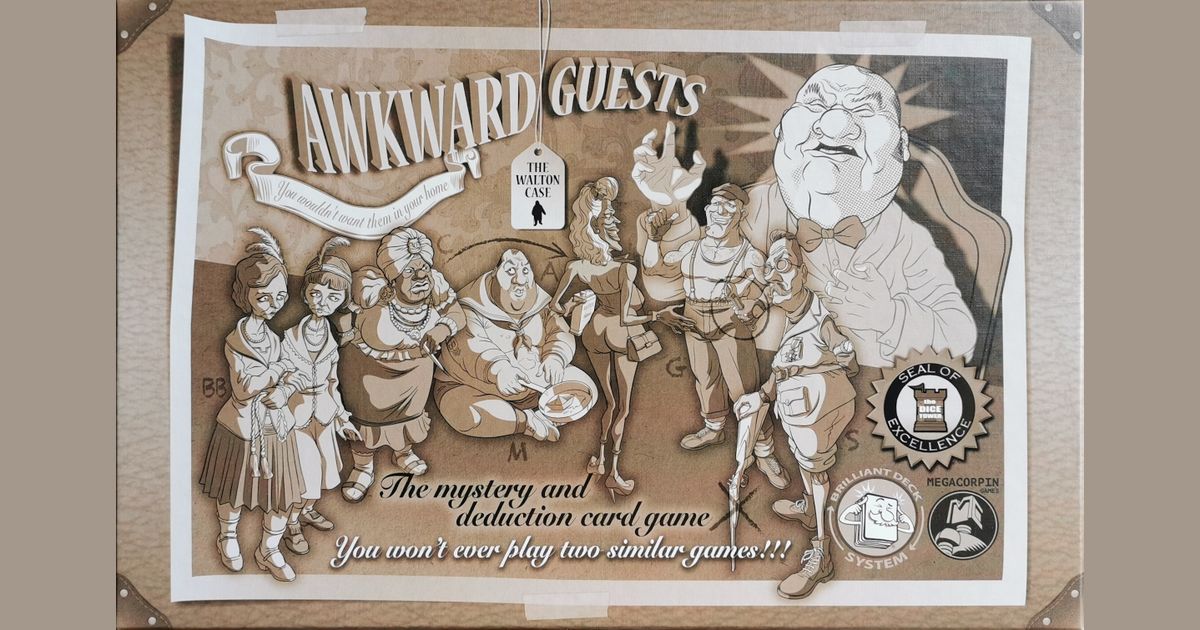 AWKWARD GUESTS
You wouldn't want them in your home
THE
WALTON
CASE
C
A
BB
G
M
S
SEAL OF
the
DICE
TOWER
EXCELLENCE
The mystery and
deduction card game
You won't ever play two similar games!!!
BRILLIANT DECK
SYSTEM
MEGACORPIN
GAMES